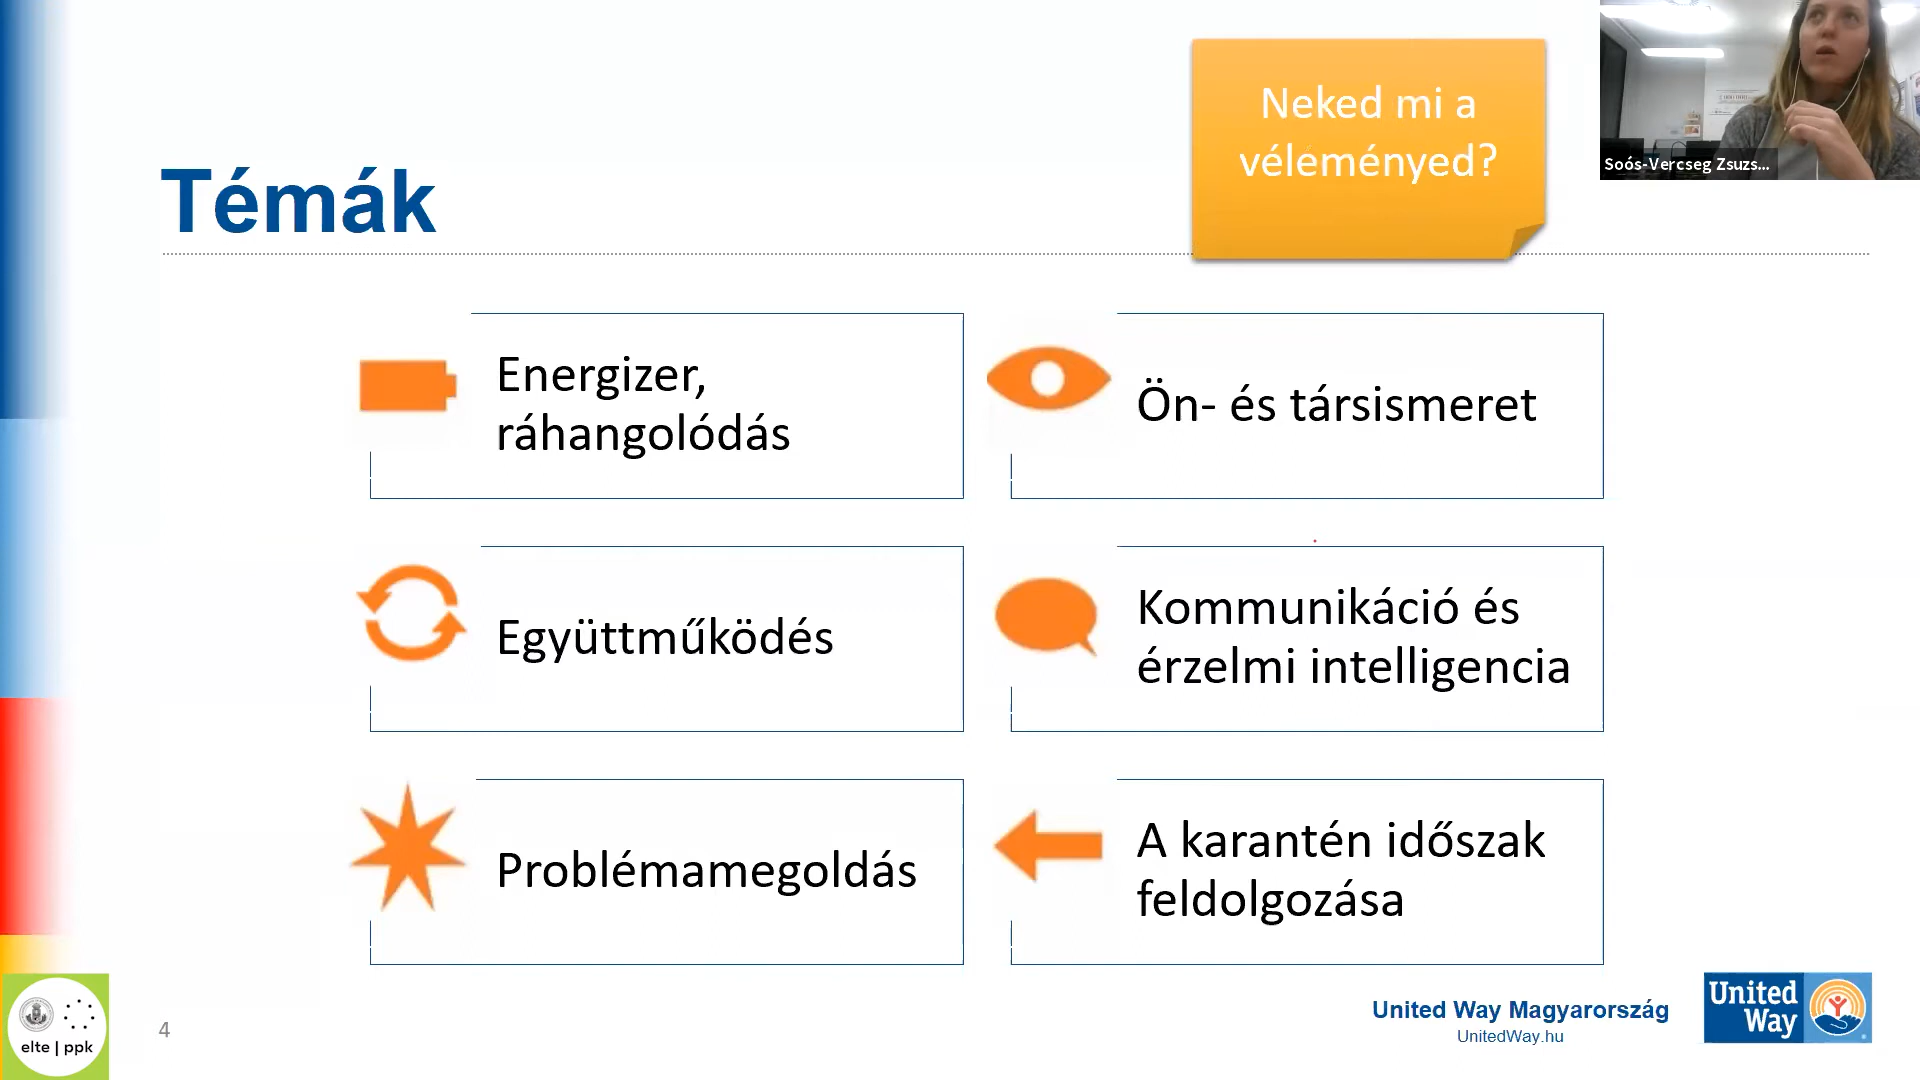 Neked mi a
véleményed?
Soós-Vercseg Zsuzs...
Témák
Energizer,
ráhangolódás
Ön- és társismeret
Együttműködés
Kommunikáció és
érzelmi intelligencia
Problémamegoldás
A karantén időszak
feldolgozása
elte | ppk
4
United Way Magyarország
UnitedWay.hu
United
Way